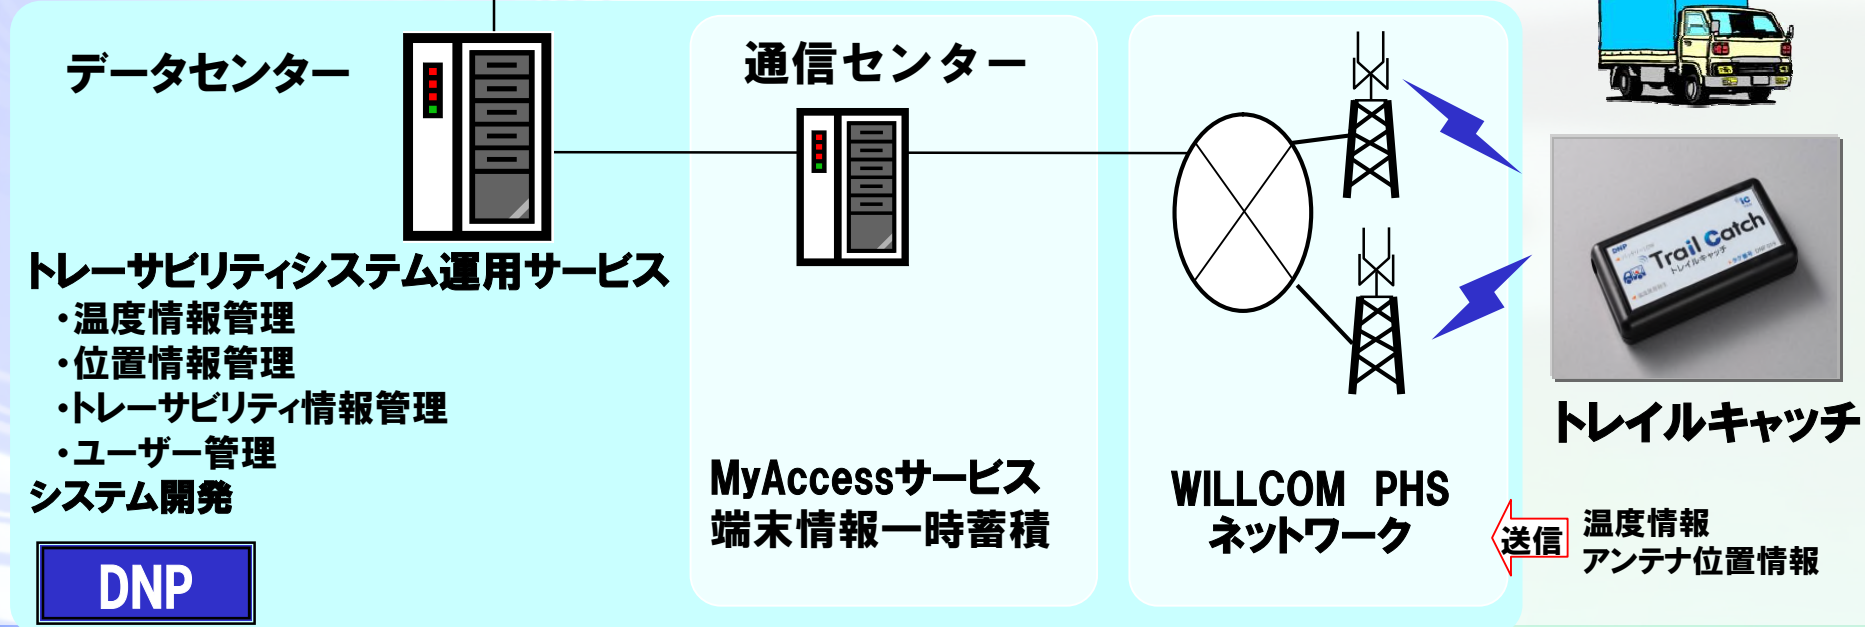 データセンター
トレーサビリティシステム運用サービス
・温度情報管理
・位置情報管理
・トレーサビリティ情報管理
・ユーザー管理
システム開発
DNP
通信センター
MyAccessサービス
端末情報一時蓄積
WILLCOM PHS
ネットワーク
DNP
Trail Catch
トレイルキャッチ
トレイルキャッチ
送信
温度情報
アンテナ位置情報